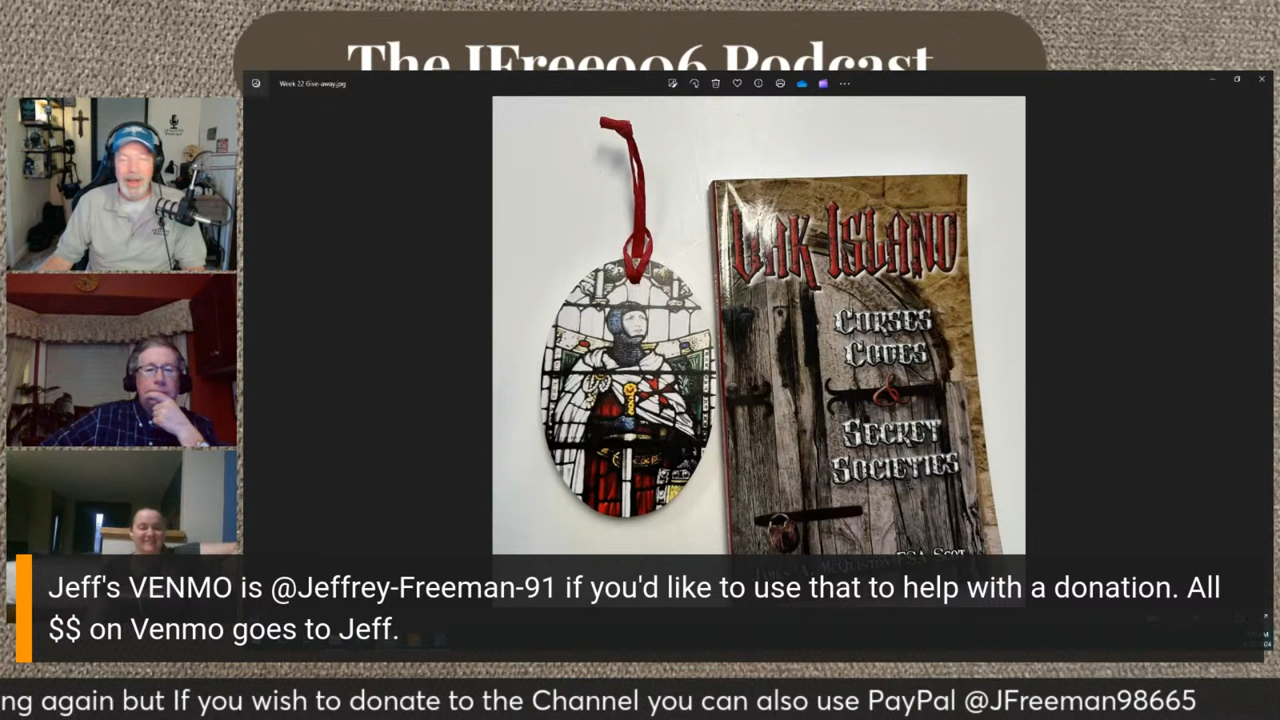 The JFree006 Podcast
Week 22 Give-away.jpg
OAK ISLAND
CURSES
CODES
&
SECRET
SOCIETIES
FSA Scot
Jeff's VENMO is @Jeffrey-Freeman-91 if you'd like to use that to help with a donation. All
$$ on Venmo goes to Jeff.
ng again but If you wish to donate to the Channel you can also use PayPal @JFreeman98665